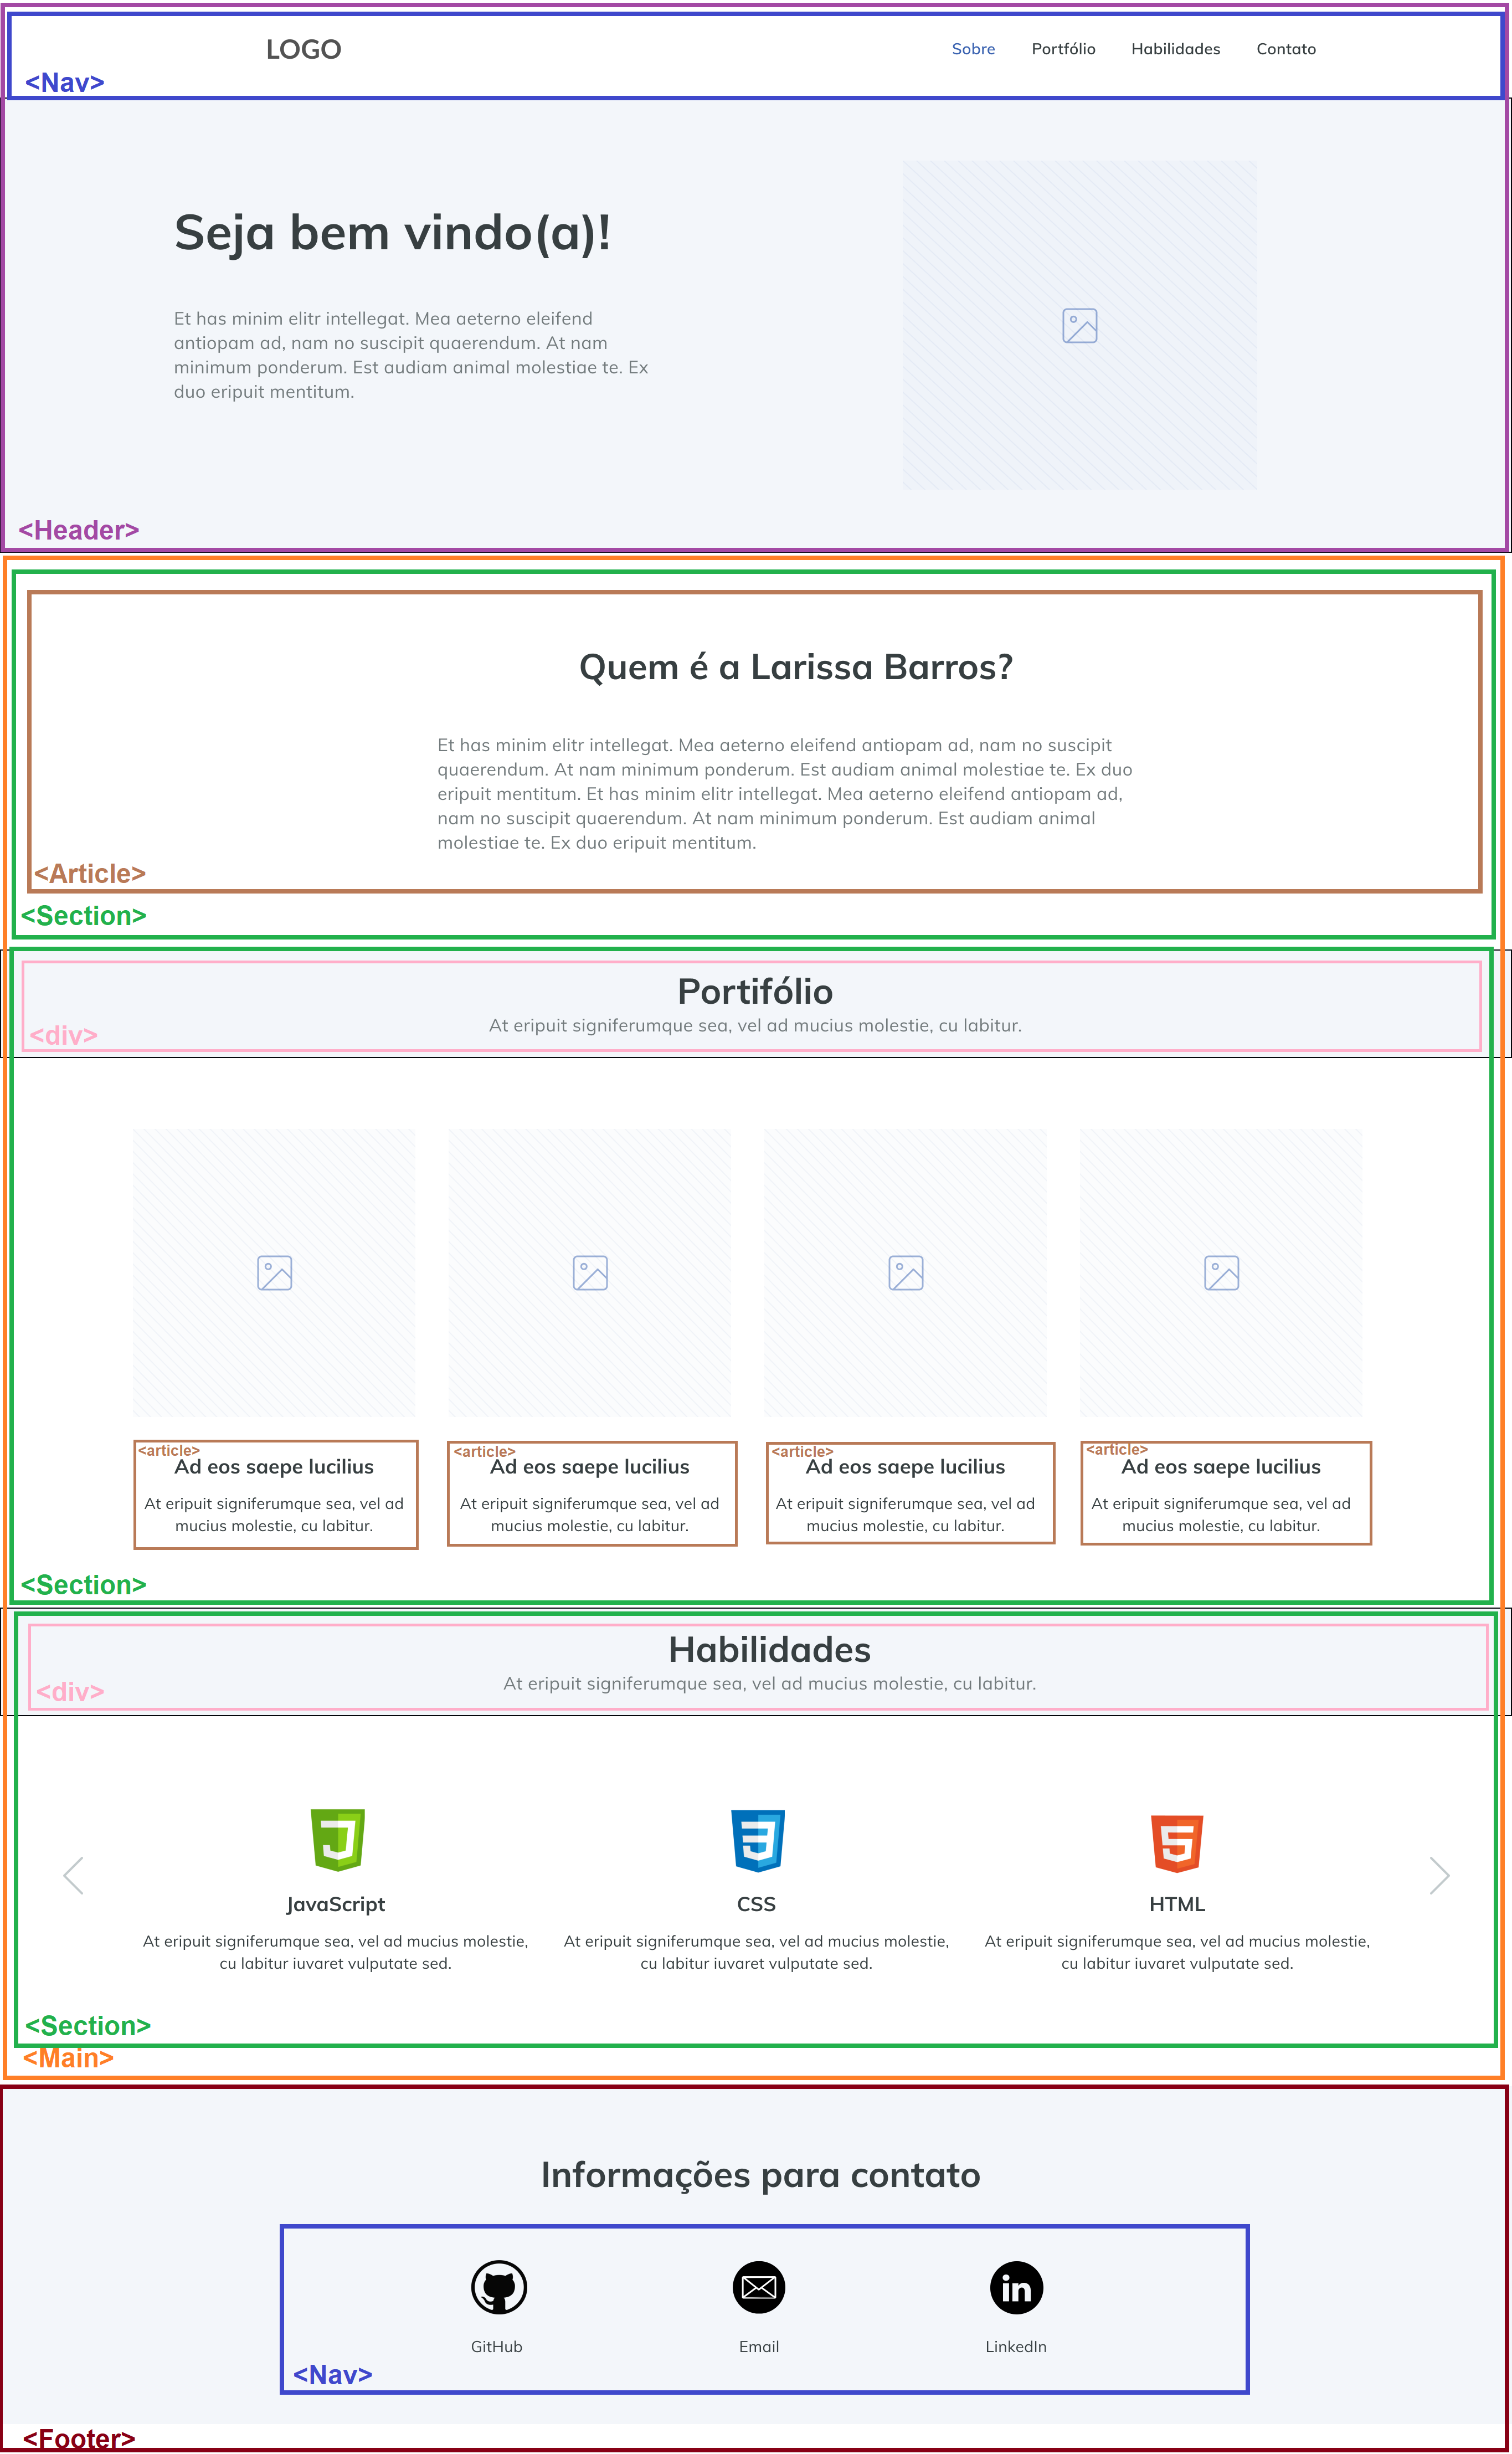 LOGO
Sobre Portfólio Habilidades Contato
<Nav>
Seja bem vindo(a)!
Et has minim elitr intellegat. Mea aeterno eleifend
antiopam ad, nam no suscipit quaerendum. At nam
minimum ponderum. Est audiam animal molestiae te. Ex
duo eripuit mentitum.
<Header>
Quem é a Larissa Barros?
Et has minim elitr intellegat. Mea aeterno eleifend antiopam ad, nam no suscipit
quaerendum. At nam minimum ponderum. Est audiam animal molestiae te. Ex duo
eripuit mentitum. Et has minim elitr intellegat. Mea aeterno eleifend antiopam ad,
nam no suscipit quaerendum. At nam minimum ponderum. Est audiam animal
molestiae te. Ex duo eripuit mentitum.
<Article>
<Section>
Portifólio
At eripuit signiferumque sea, vel ad mucius molestie, cu labitur.
<div>
<article>
Ad eos saepe lucilius
At eripuit signiferumque sea, vel ad
mucius molestie, cu labitur.
<article>
Ad eos saepe lucilius
At eripuit signiferumque sea, vel ad
mucius molestie, cu labitur.
<article>
Ad eos saepe lucilius
At eripuit signiferumque sea, vel ad
mucius molestie, cu labitur.
<article>
Ad eos saepe lucilius
At eripuit signiferumque sea, vel ad
mucius molestie, cu labitur.
<Section>
Habilidades
At eripuit signiferumque sea, vel ad mucius molestie, cu labitur.
<div>
JavaScript
At eripuit signiferumque sea, vel ad mucius molestie,
cu labitur iuvaret vulputate sed.
CSS
At eripuit signiferumque sea, vel ad mucius molestie,
cu labitur iuvaret vulputate sed.
HTML
At eripuit signiferumque sea, vel ad mucius molestie,
cu labitur iuvaret vulputate sed.
<Section>
<Main>
Informações para contato
in
GitHub Email LinkedIn
<Nav>
<Footer>